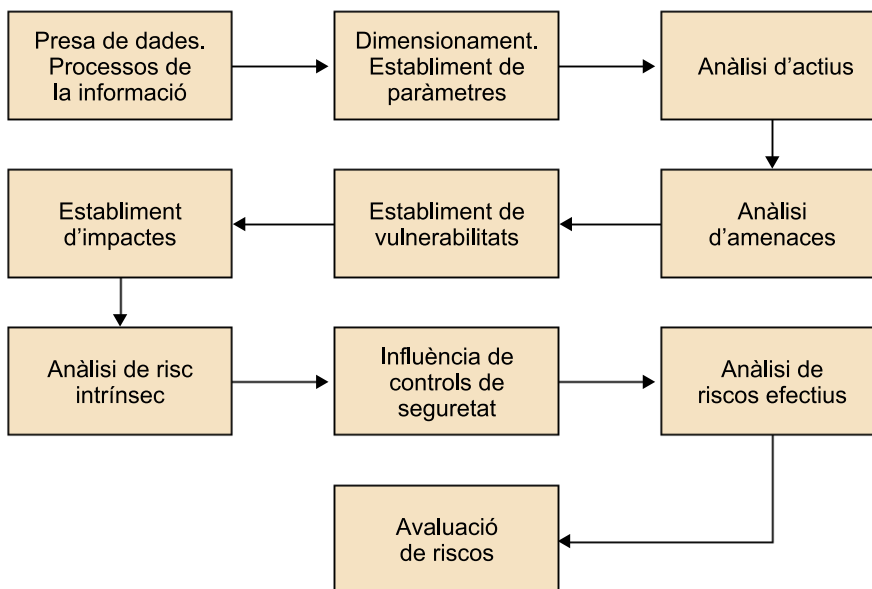 Presa de dades.
Processos de
la informació
Dimensionament.
Establiment de
paràmetres
Anàlisi d'actius
Establiment
d'impactes
Establiment de
vulnerabilitats
Anàlisi
d'amenaces
Anàlisi de risc
intrínsec
Influència de
controls de
seguretat
Anàlisi de
riscos efectius
Avaluació
de riscos